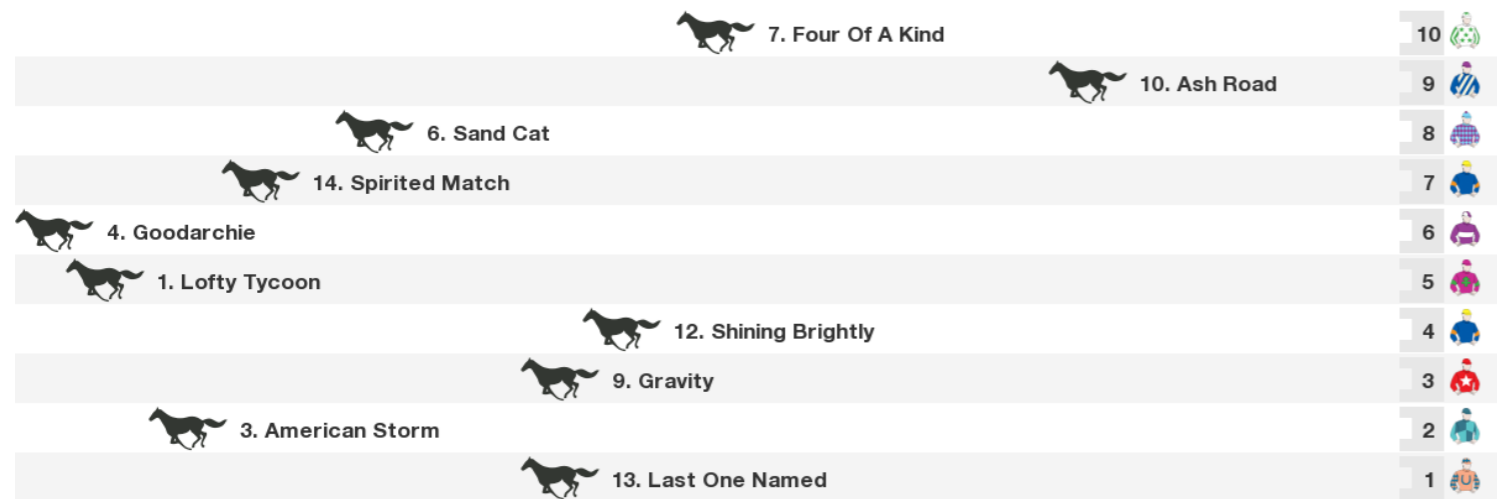 7. Four Of A Kind 10
10. Ash Road 9
6. Sand Cat 8
14. Spirited Match 7
4. Goodarchie 6
1. Lofty Tycoon 5
12. Shining Brightly 4
9. Gravity 3
3. American Storm 2
13. Last One Named 1